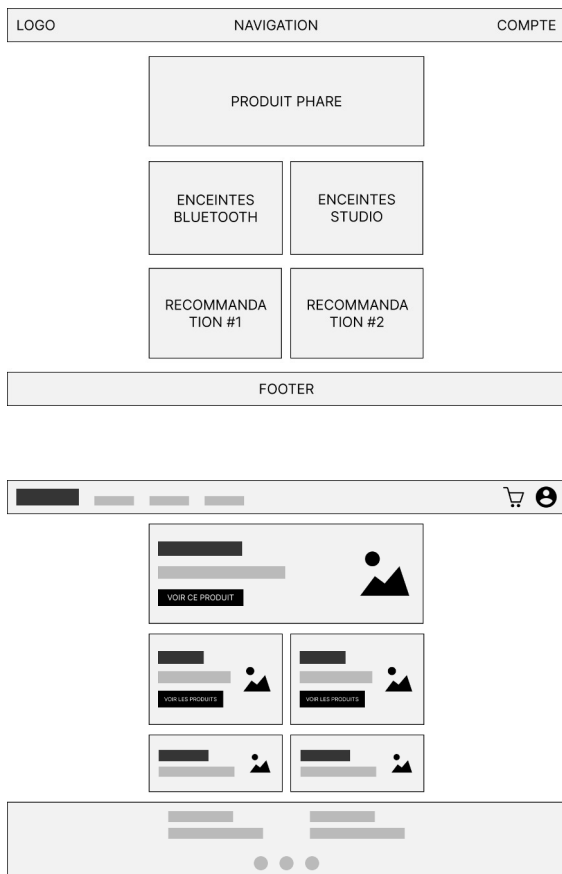 LOGO NAVIGATION COMPTE
PRODUIT PHARE
ENCEINTES
BLUETOOTH
ENCEINTES
STUDIO
RECOMMANDA
TION #1
RECOMMANDA
TION #2
FOOTER
VOIR CE PRODUIT
VOIR LES PRODUITS
VOIR LES PRODUITS